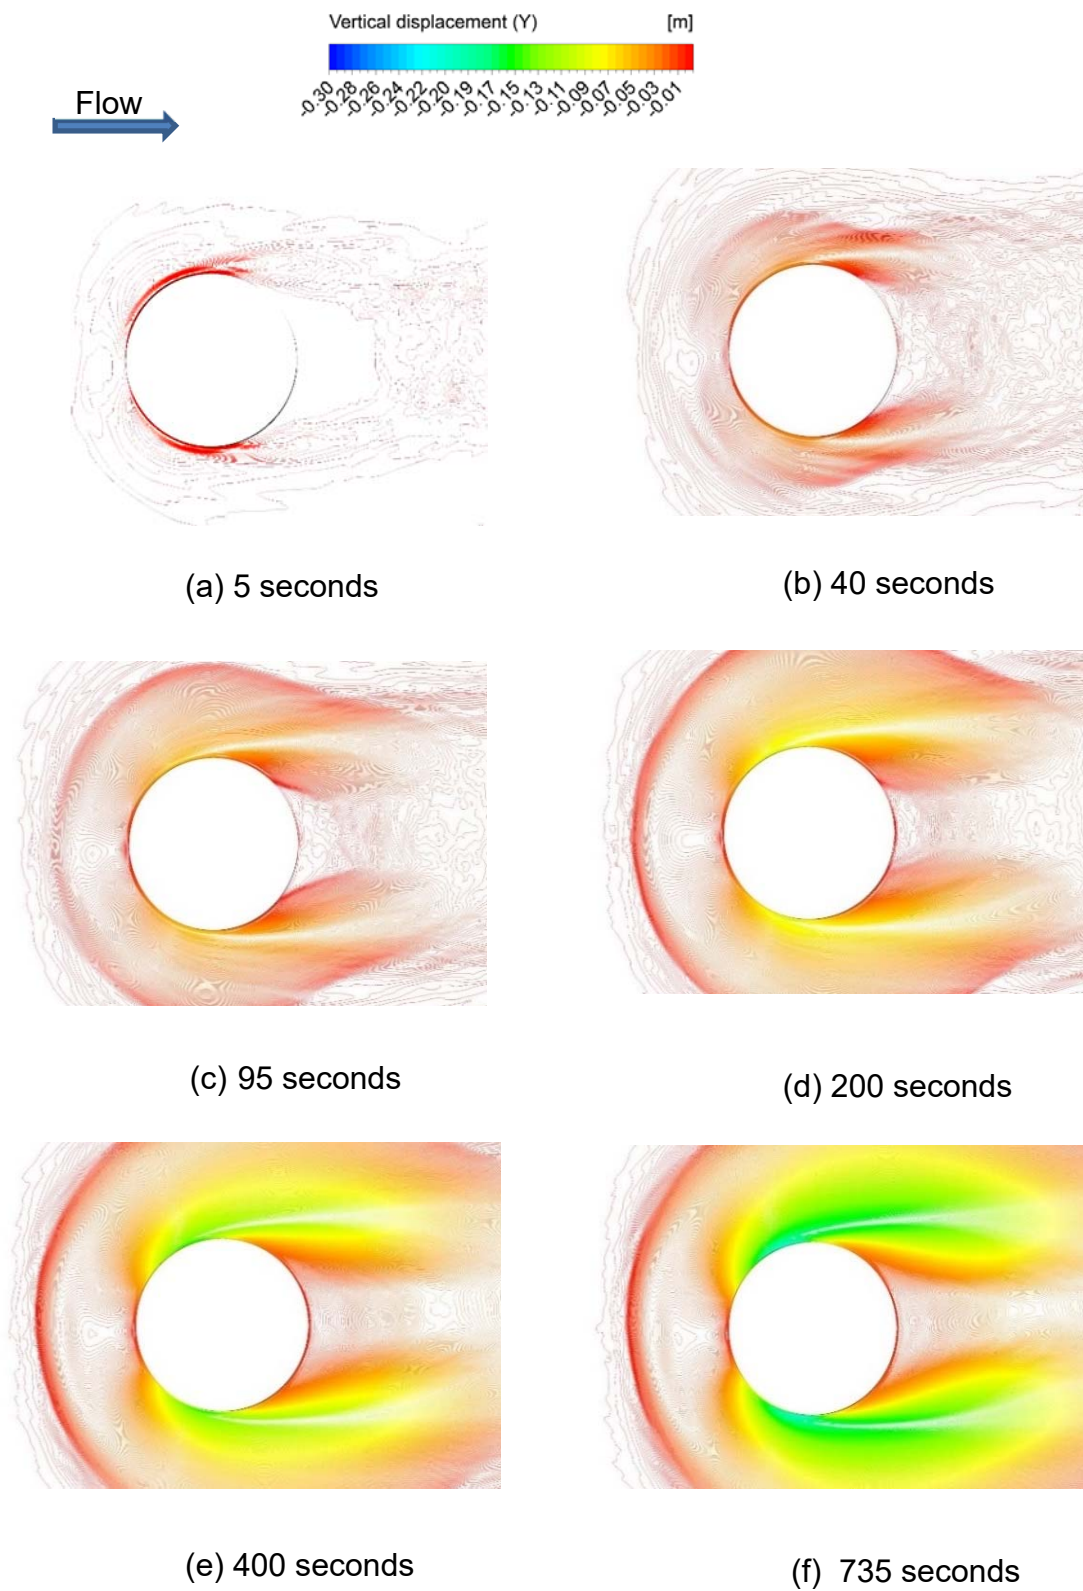 Vertical displacement (Y) [m]
-0.30 -0.28 -0.26 -0.24 -0.22 -0.20 -0.19 -0.17 -0.15 -0.13 -0.11 -0.09 -0.07 -0.05 -0.03 -0.01
Flow
(a) 5 seconds
(b) 40 seconds
(c) 95 seconds
(d) 200 seconds
(e) 400 seconds
(f) 735 seconds